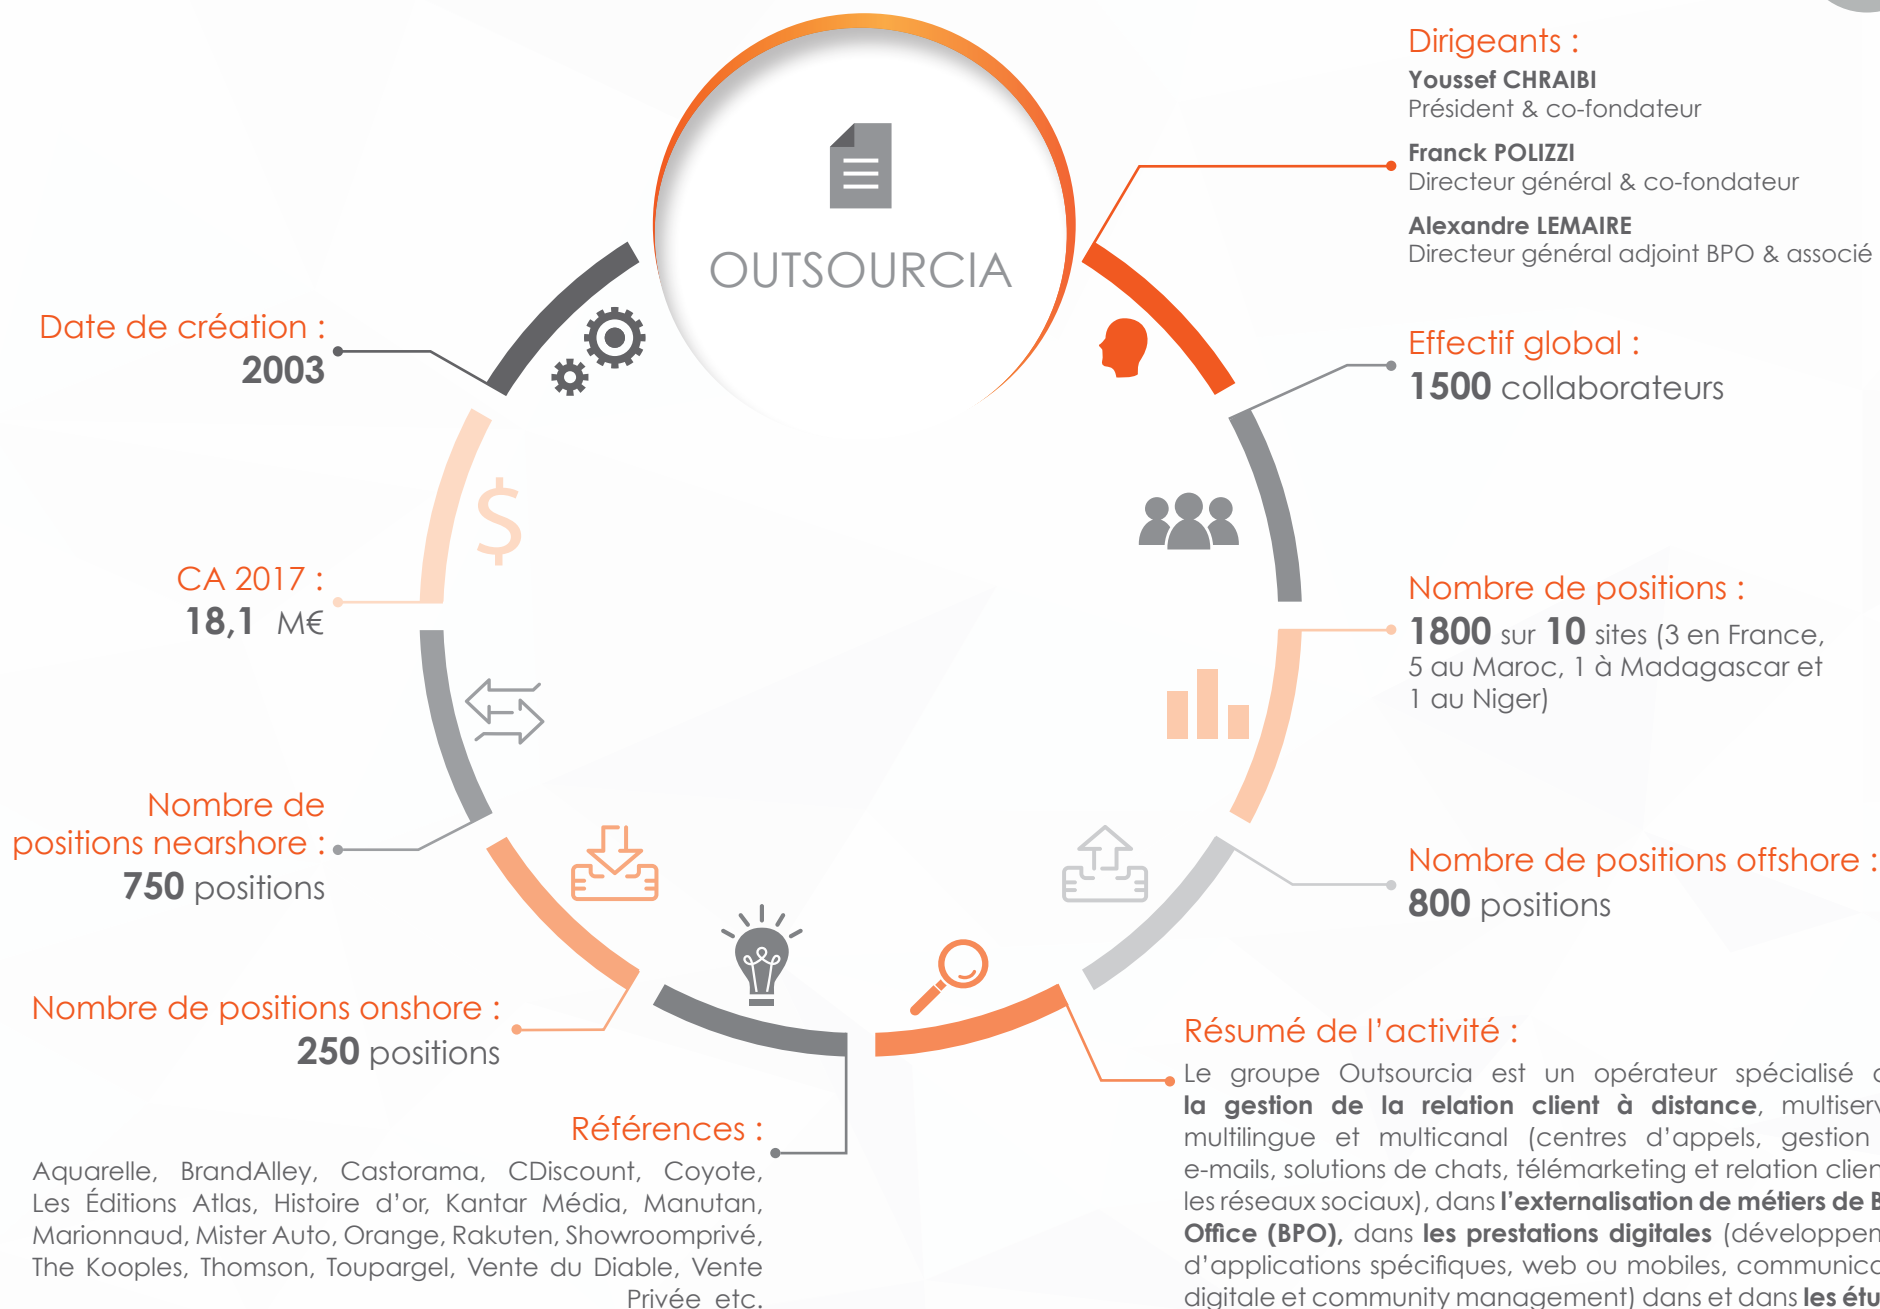 OUTSOURCIA
Dirigeants :
Youssef CHRAIBI
Président & co-fondateur
Franck POLIZZI
Directeur général & co-fondateur
Alexandre LEMAIRE
Directeur général adjoint BPO & associé
Effectif global :
1500 collaborateurs
Nombre de positions :
1800 sur 10 sites (3 en France,
5 au Maroc, 1 à Madagascar et
1 au Niger)
Nombre de positions offshore :
800 positions
Résumé de l’activité :
Le groupe Outsourcia est un opérateur spécialisé
la gestion de la relation client à distance, 
multilingue et multicanal (centres d’appels, gestion
e-mails, solutions de chats, télémarketing et relation
les réseaux sociaux), dans l’externalisation de métiers de
Office (BPO), dans les prestations digitales
d’applications spécifiques, web ou mobiles,
digitale et community management) dans et dans les
Date de création :
2003
CA 2017 :
18,1 M€
$
Nombre de
positions nearshore :
750 positions
Nombre de positions onshore :
250 positions
Références :
Aquarelle, BrandAlley, Castorama, CDiscount, Coyote,
Les Éditions Atlas, Histoire d’or, Kantar Média, Manutan,
Marionnaud, Mister Auto, Orange, Rakuten, Showroomprivé,
The Kooples, Thomson, Toupargel, Vente du Diable, Vente
Privée etc.